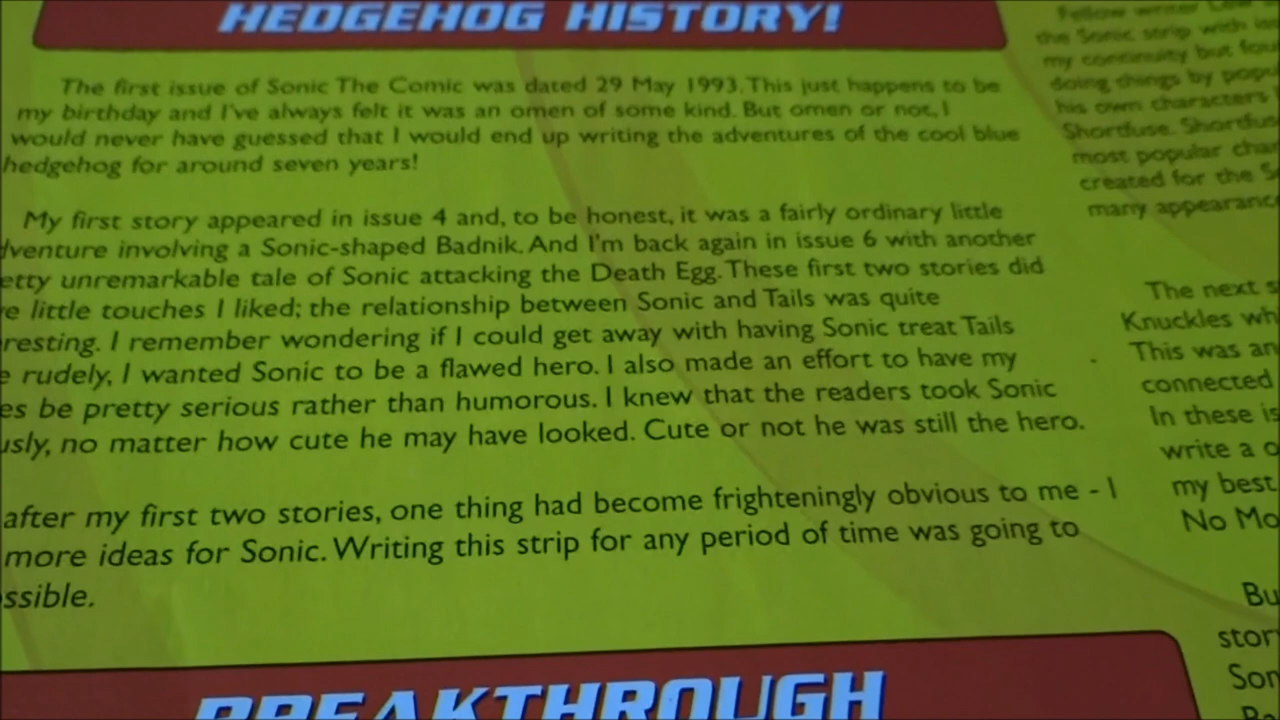 HEDGEHOG HISTORY!
The first issue of Sonic The Comic was dated 29 May 1993. This just happens to be
my birthday and I've always felt it was an omen of some kind. But omen or not, I
would never have guessed that I would end up writing the adventures of the cool blue
hedgehog for around seven years!
My first story appeared in issue 4 and, to be honest, it was a fairly ordinary little
dventure involving a Sonic-shaped Badnik. And I'm back again in issue 6 with another
etty unremarkable tale of Sonic attacking the Death Egg. These first two stories did
e little touches I liked; the relationship between Sonic and Tails was quite
resting. I remember wondering if I could get away with having Sonic treat Tails
e rudely, I wanted Sonic to be a flawed hero. I also made an effort to have my
es be pretty serious rather than humorous. I knew that the readers took Sonic
usly, no matter how cute he may have looked. Cute or not he was still the hero.
after my first two stories, one thing had become frighteningly obvious to me - I
more ideas for Sonic. Writing this strip for any period of time was going to
ssible.
BREAKTHROUGH
Fellow writer
the Sonic strip with
my continuity but fou
doing things by popu
his own characters
Shortfuse. Shortfus
most popular char
created for the S
many appearanc
The next s
Knuckles wh
This was an
connected
In these is
write a o
my best
No Mo
Bu
stor
Son